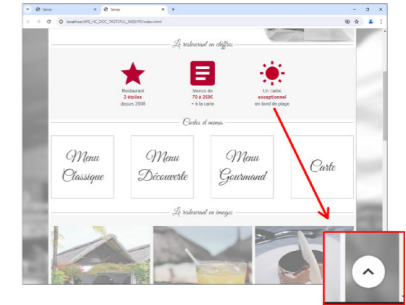 Le restaurant en chiffres
Restaurant
3 étoiles
depuis 2008
Menus de
70 à 250€
+ à la carte
Un cadre
exceptionnel
en bord de plage
Cartes et menus
Menu
Classique
Menu
Découverte
Menu
Gourmand
Carte
Le restaurant en images